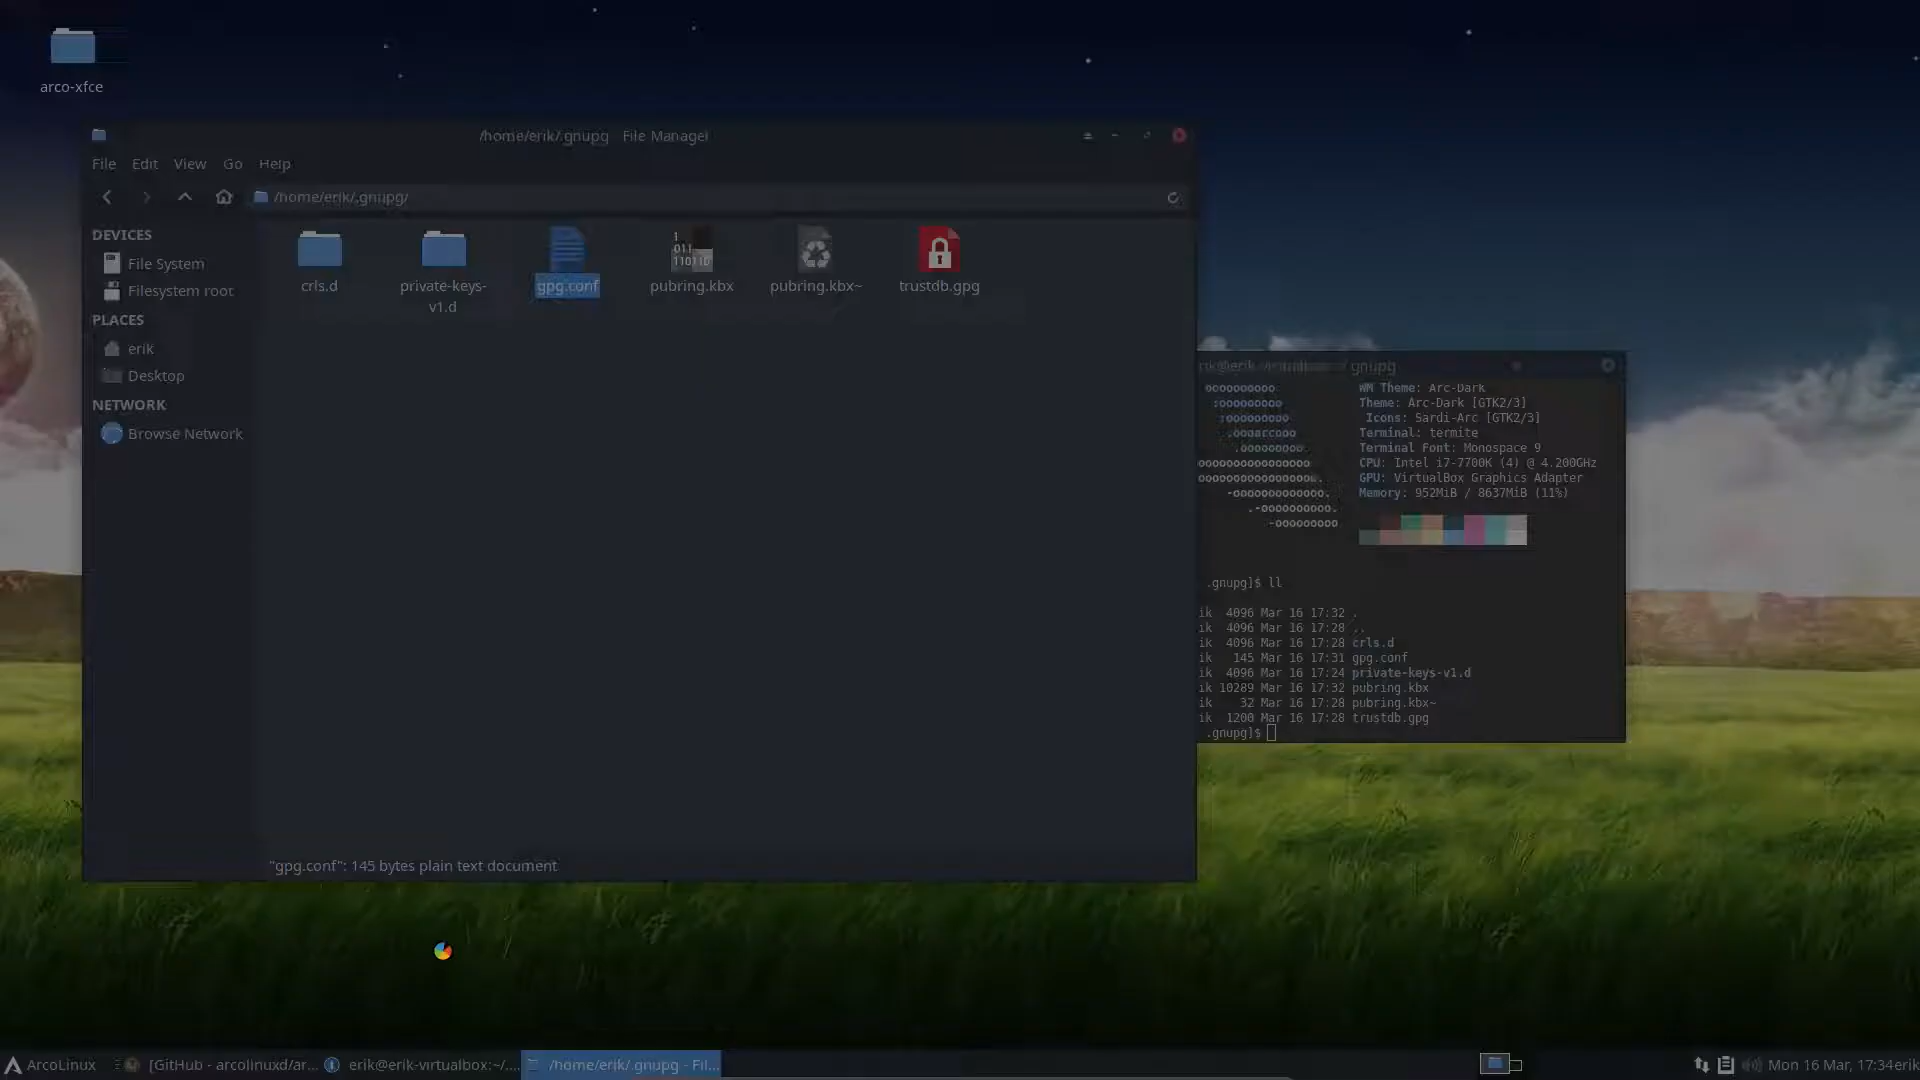 arco-xfce
/home/erik/.gnupg File Manager
File Edit View Go Help
/home/erik/.gnupg/
DEVICES
File System
Filesystem root
PLACES
erik
Desktop
NETWORK
Browse Network
crls.d
private-keys-
v1.d
gpg.conf
pubring.kbx
pubring.kbx~
trustdb.gpg
"gpg.conf": 145 bytes plain text document
gnupg
oooooooooo WM Theme: Arc-Dark
:ooooooooo Theme: Arc-Dark [GTK2/3]
Icons: Sardi-Arc [GTK2/3]
Terminal: termite
Terminal Font: Monospace 9
CPU: Intel i7-7700K (4) @ 4.200GHz
GPU: VirtualBox Graphics Adapter
-ooooooooooooo. Memory: 952MiB / 8637MiB (11%)
.-oooooooooo.
-ooooooooo
.gnupg]$ ll
ik 4096 Mar 16 17:32 .
ik 4096 Mar 16 17:28 ..
ik 4096 Mar 16 17:28 crls.d
ik 145 Mar 16 17:31 gpg.conf
ik 4096 Mar 16 17:24 private-keys-v1.d
ik 10289 Mar 16 17:32 pubring.kbx
ik 32 Mar 16 17:28 pubring.kbx~
ik 1200 Mar 16 17:28 trustdb.gpg
.gnupg]$
ArcoLinux [GitHub - arcolinuxd/ar... erik@erik-virtualbox:~/.... /home/erik/.gnupg - Fil... Mon 16 Mar, 17:34 erik